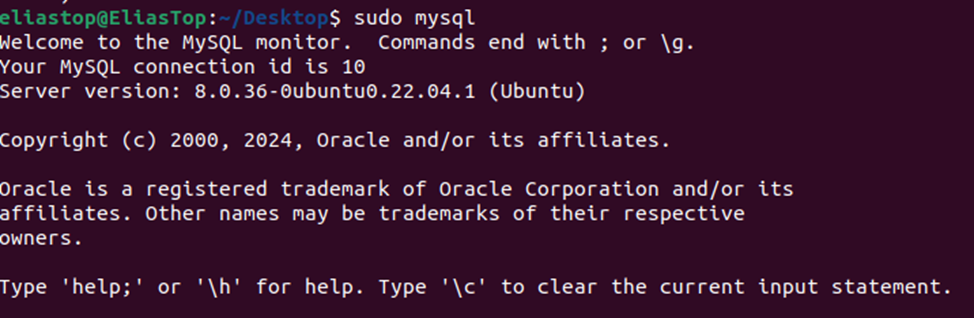 eliastop@EliasTop:~/Desktop$ sudo mysql
Welcome to the MySQL monitor.  Commands end with ; or \g.
Your MySQL connection id is 10
Server version: 8.0.36-0ubuntu0.22.04.1 (Ubuntu)
Copyright (c) 2000, 2024, Oracle and/or its affiliates.
Oracle is a registered trademark of Oracle Corporation and/or its
affiliates. Other names may be trademarks of their respective
owners.
Type 'help;' or '\h' for help. Type '\c' to clear the current input statement.